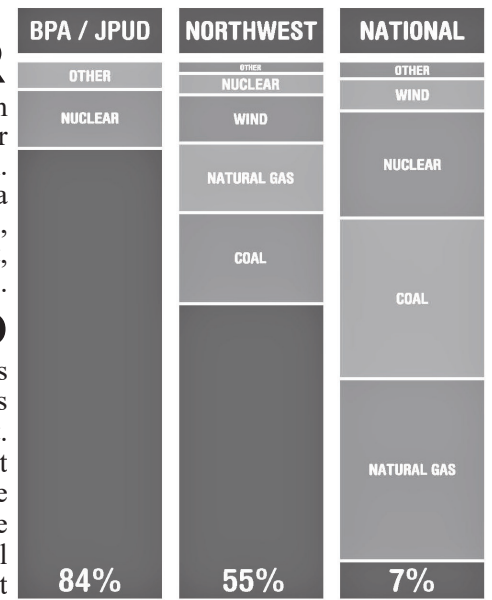 BPA / JPUD
OTHER
NUCLEAR
84%
NORTHWEST
OTHER
NUCLEAR
WIND
NATURAL GAS
COAL
55%
NATIONAL
OTHER
WIND
NUCLEAR
COAL
NATURAL GAS
7%